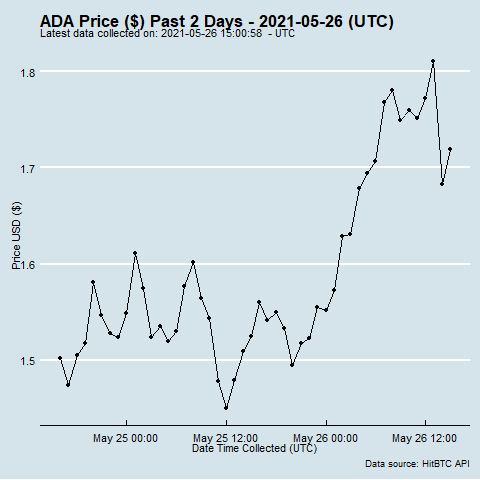 ADA Price ($) Past 2 Days - 2021-05-26 (UTC)
Latest data collected on: 2021-05-26 15:00:58 - UTC
1.8
1.7
1.6
1.5
Price USD ($)
May 25 00:00
May 25 12:00
May 26 00:00
May 26 12:00
Date Time Collected (UTC)
Data source: HitBTC API